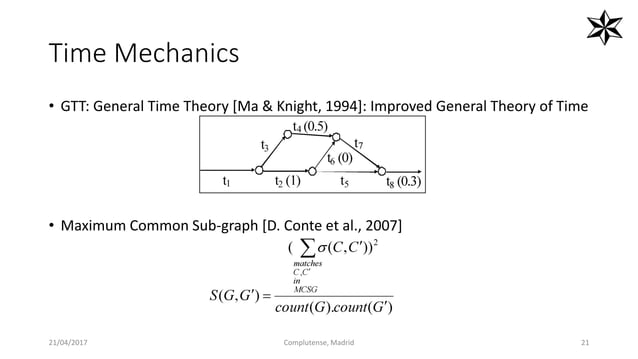 Time Mechanics
• GTT: General Time Theory [Ma & Knight, 1994]: Improved General Theory of Time
t4 (0.5)
t3
t7
t6 (0)
t1
t2 (1)
t5
t8 (0.3)
• Maximum Common Sub-graph [D. Conte et al., 2007]
( ∑ σ(C, C′))²
matches
C,C'
in
MCSG
S(G,G′) =
count(G).count(G′)
21/04/2017
Complutense, Madrid
21